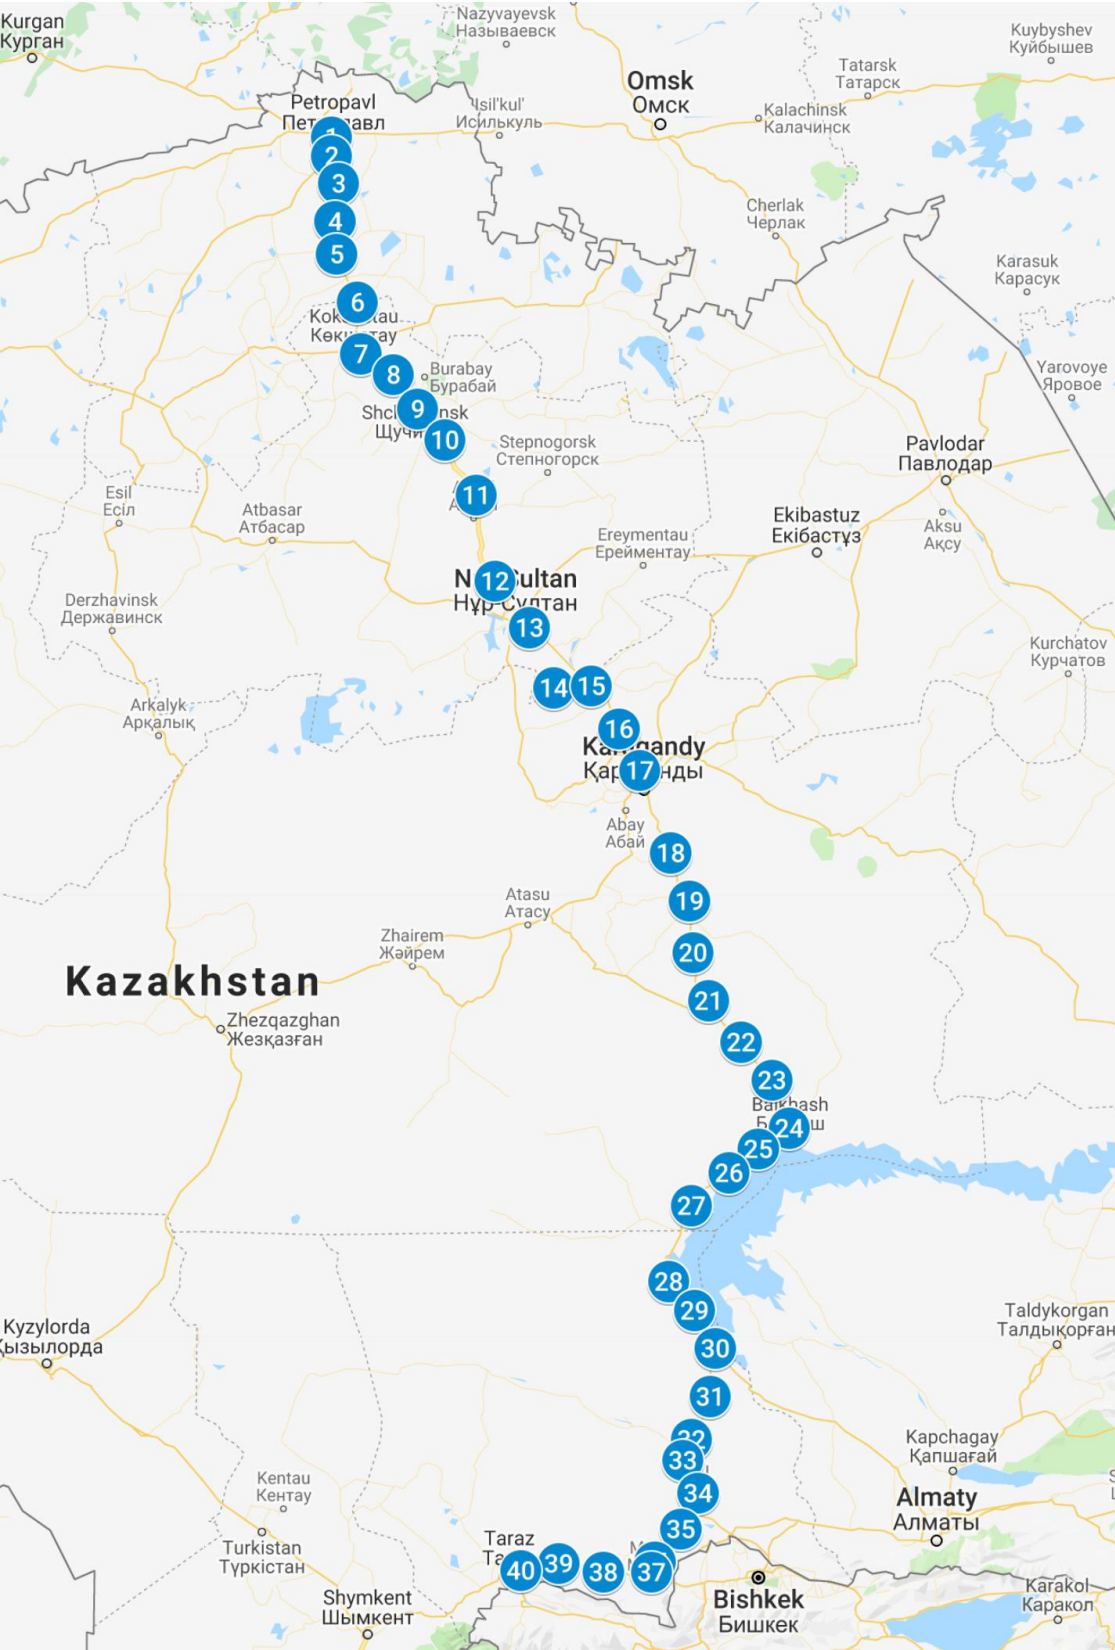 Kurgan
Курган
Nazyvayevsk
Называевск
Kuybyshev
Куйбышев
Tatarsk
Татарск
Omsk
Омск
Petropavl
Isil'kul'
Исилькуль
Kalachinsk
Калачинск
1
2
3
4
5
Cherlak
Черлак
Karasuk
Карасук
6
7
8
Burabay
Бурабай
Yarovoye
Яровое
9
10
Stepnogorsk
Степногорск
Pavlodar
Павлодар
11
Esil
Есіл
Atbasar
Атбасар
Ekibastuz
Екібастұз
Aksu
Ақсу
Ereymentau
Ерейментау
12
Sultan
Нұр-Сұлтан
Derzhavinsk
Державинск
13
Kurchatov
Курчатов
14
15
Arkalyk
Арқалық
16
17
Abay
Абай
18
Atasu
Атасу
19
Zhairem
Жәйрем
20
Kazakhstan
21
Zhezqazghan
Жезқазған
22
23
Balkhash
24
25
26
27
28
29
Taldykorgan
Талдықорған
Kyzylorda
Қызылорда
30
31
32
33
Kapchagay
Қапшағай
Kentau
Кентау
34
Almaty
Алматы
35
Turkistan
Түркістан
Taraz
40
39
38
37
Shymkent
Шымкент
Bishkek
Бишкек
Karakol
Каракол